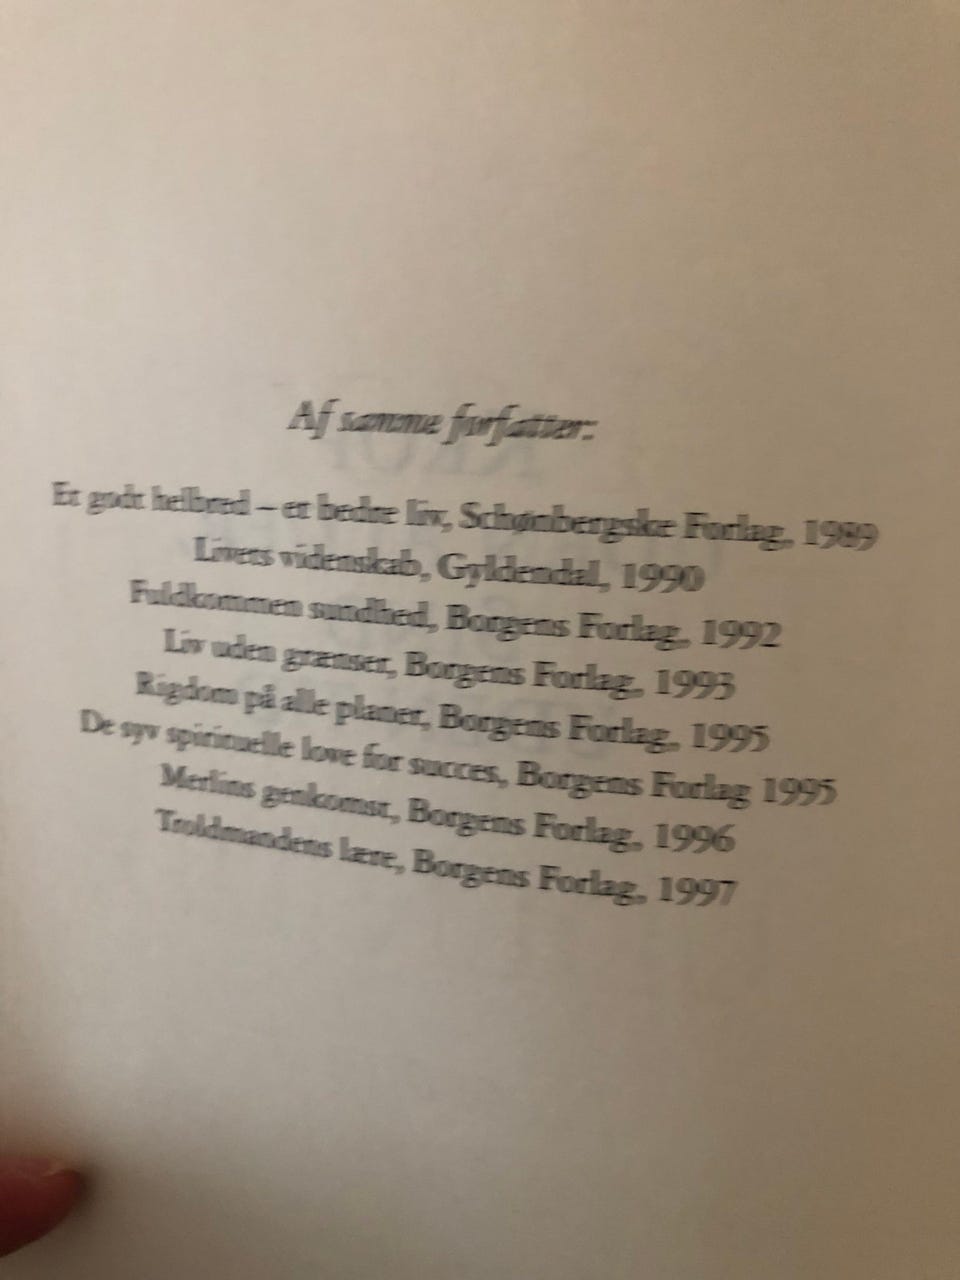 Af samme forfatter:
Et godt helbred – et bedre liv, Schønbergske Forlag, 1989
Livets videnskab, Gyldendal, 1990
Fuldkommen sundhed, Borgens Forlag, 1992
Liv uden grænser, Borgens Forlag, 1993
Rigdom på alle planer, Borgens Forlag, 1995
De syv spirituelle love for succes, Borgens Forlag 1995
Merlins genkomst, Borgens Forlag, 1996
Troldmandens lære, Borgens Forlag, 1997